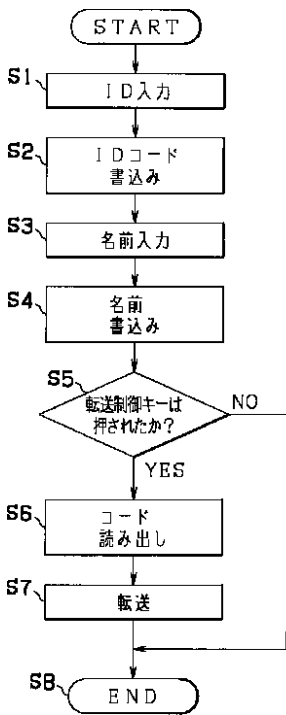 START
S1
ID入力
S2
IDコード
書込み
S3
名前入力
S4
名前
書込み
S5
転送制御キーは
押されたか?
NO
YES
S6
コード
読み出し
S7
転送
S8
END